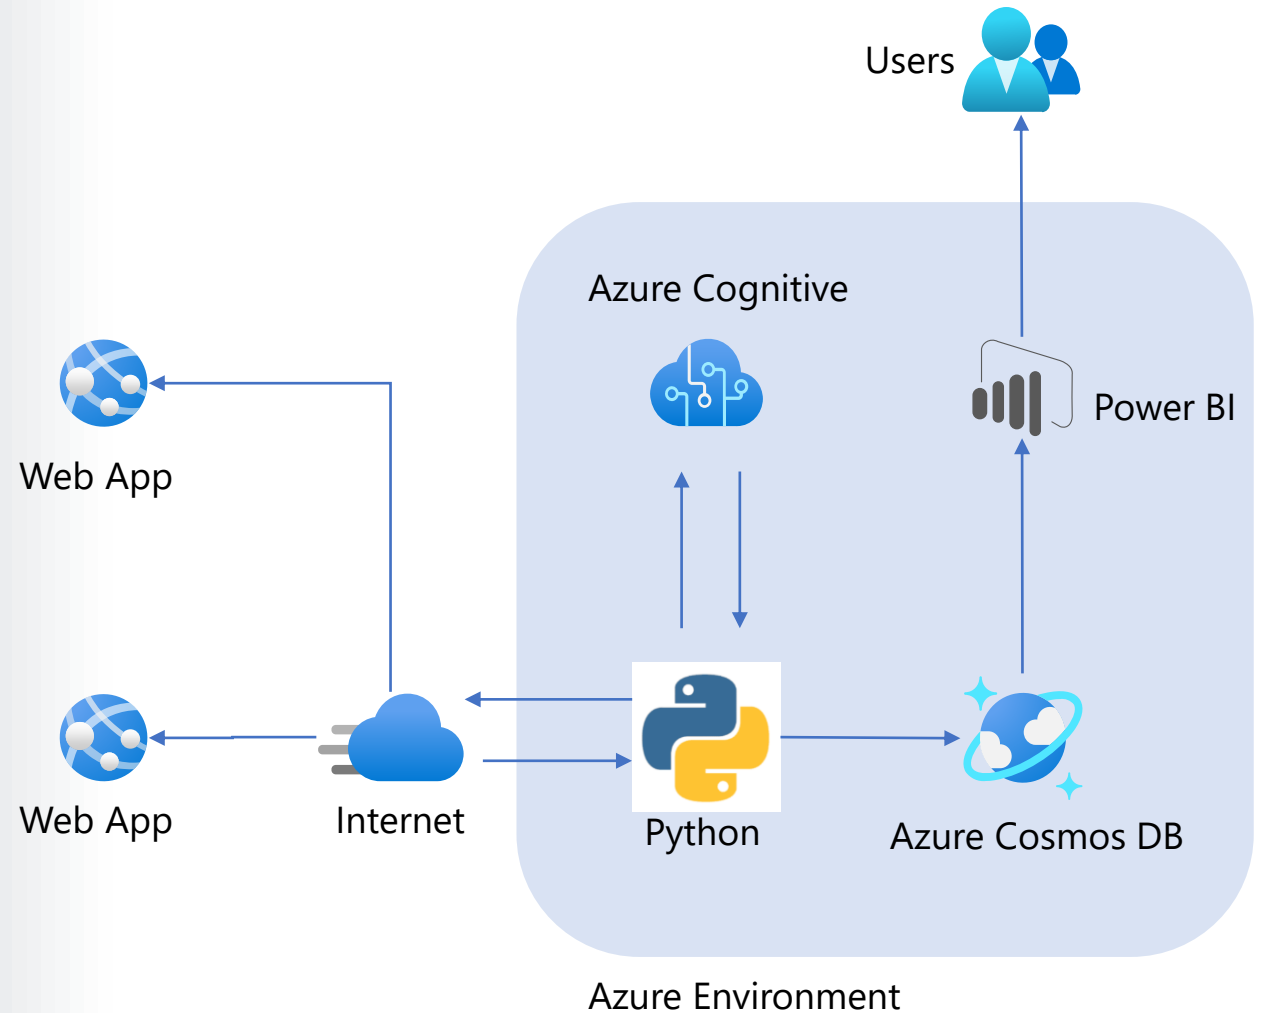 Users
Azure Cognitive
Power BI
Web App
Web App
Internet
Python
Azure Cosmos DB
Azure Environment